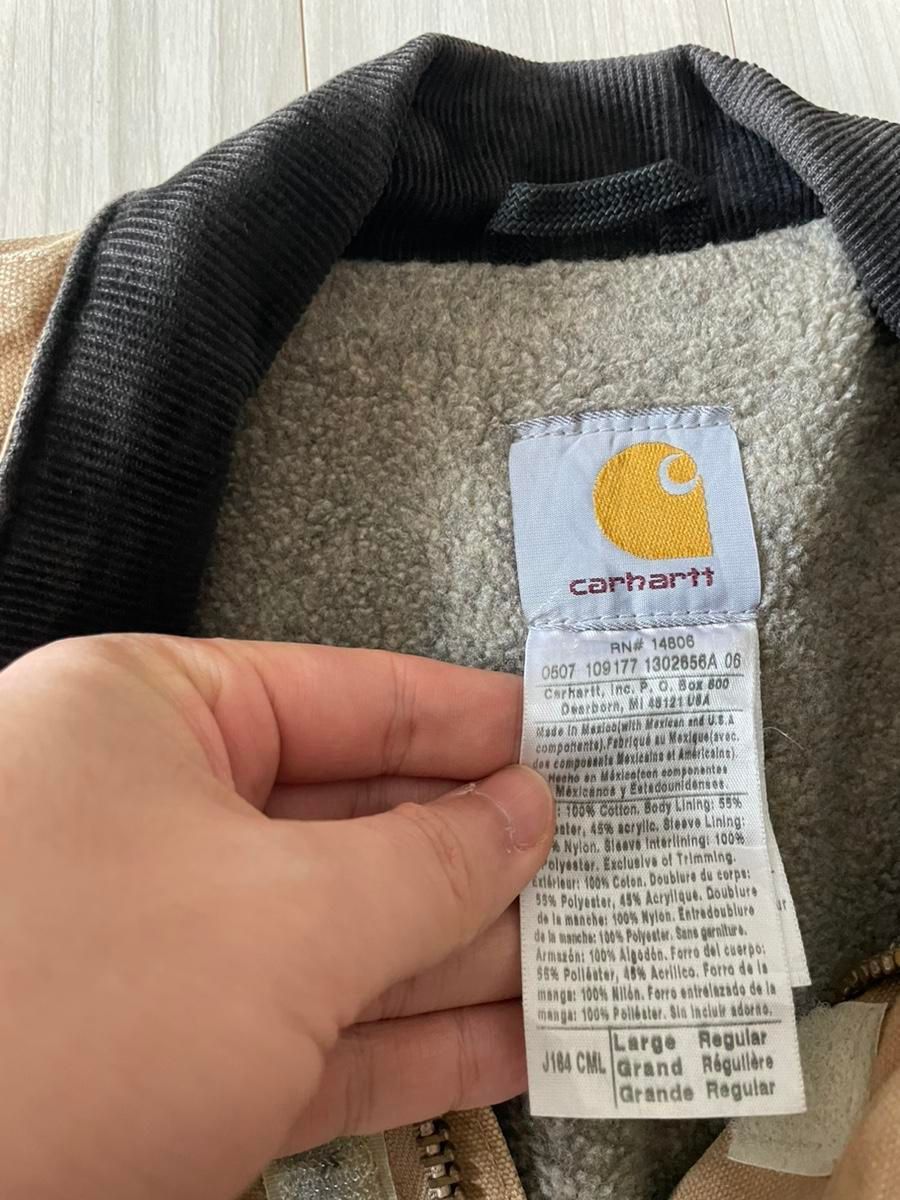 carhartt
RN# 14806
0507 109177 1302656A 06
Carhartt, Inc. P. O. Box 600
Dearborn, MI 48121 USA
Made in Mexico(with Mexican and U.S.A
components).Fabriqué au Mexique(avec.
des composants Mexicains et Américains).
Hecho en México(con componentes
Méxicanos y Estadounidenses.
: 100% Cotton. Body Lining: 55%
45% acrylic. Sleeve Lining:
% Nylon. Sleeve Interlining: 100%
Polyester. Exclusive of Trimming.
Extérieur: 100% Coton. Doublure du corps:
55% Polyester, 45% Acrylique. Doublure
de la manche: 100% Nylon. Entredoublure
de la manche: 100% Polyester. Sans garniture.
Armazón: 100% Algodón. Forro del cuerpo:
55% Poliéster, 45% Acrílico. Forro de la
manga: 100% Nilón. Forro entrelazado de la
manga: 100% Poliéster. Sin incluir adorno.
J184 CML
Large Regular
Grand Régulière
Grande Regular